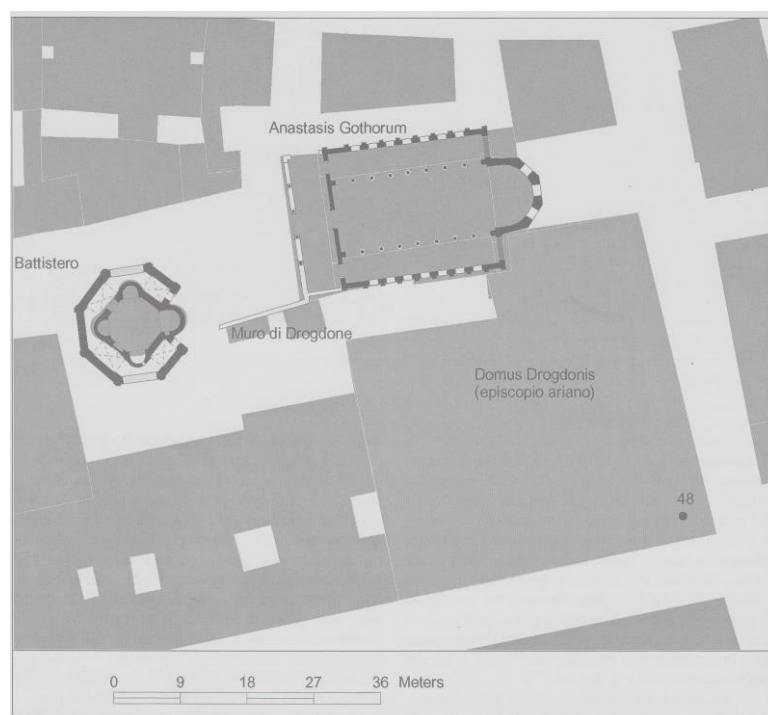 Anastasis Gothorum
Battistero
Muro di Drogdone
Domus Drogdonis
(episcopio ariano)
48
0 9 18 27 36 Meters